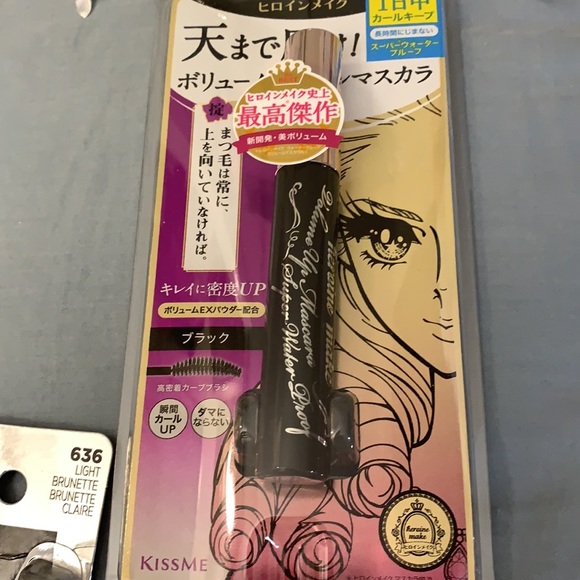 ヒロインメイク
1日中
カールキープ
長時間にじまない
スーパーウォーター
プルーフ
天まで
ボリューム
マスカラ
ヒロインメイク史上
最高傑作
新開発・美ボリューム
掟
まつ毛は常に、
上を向いていなければ。
キレイに密度UP
ボリュームEXパウダー配合
ブラック
高密着カーブブラシ
瞬間
カール
UP
ダマに
ならない
Heroine make
Volume Up Mascara
Super Water Proof
heroine
make
ヒロインメイク
KISSME
636
LIGHT
BRUNETTE
BRUNETTE
CLAIRE